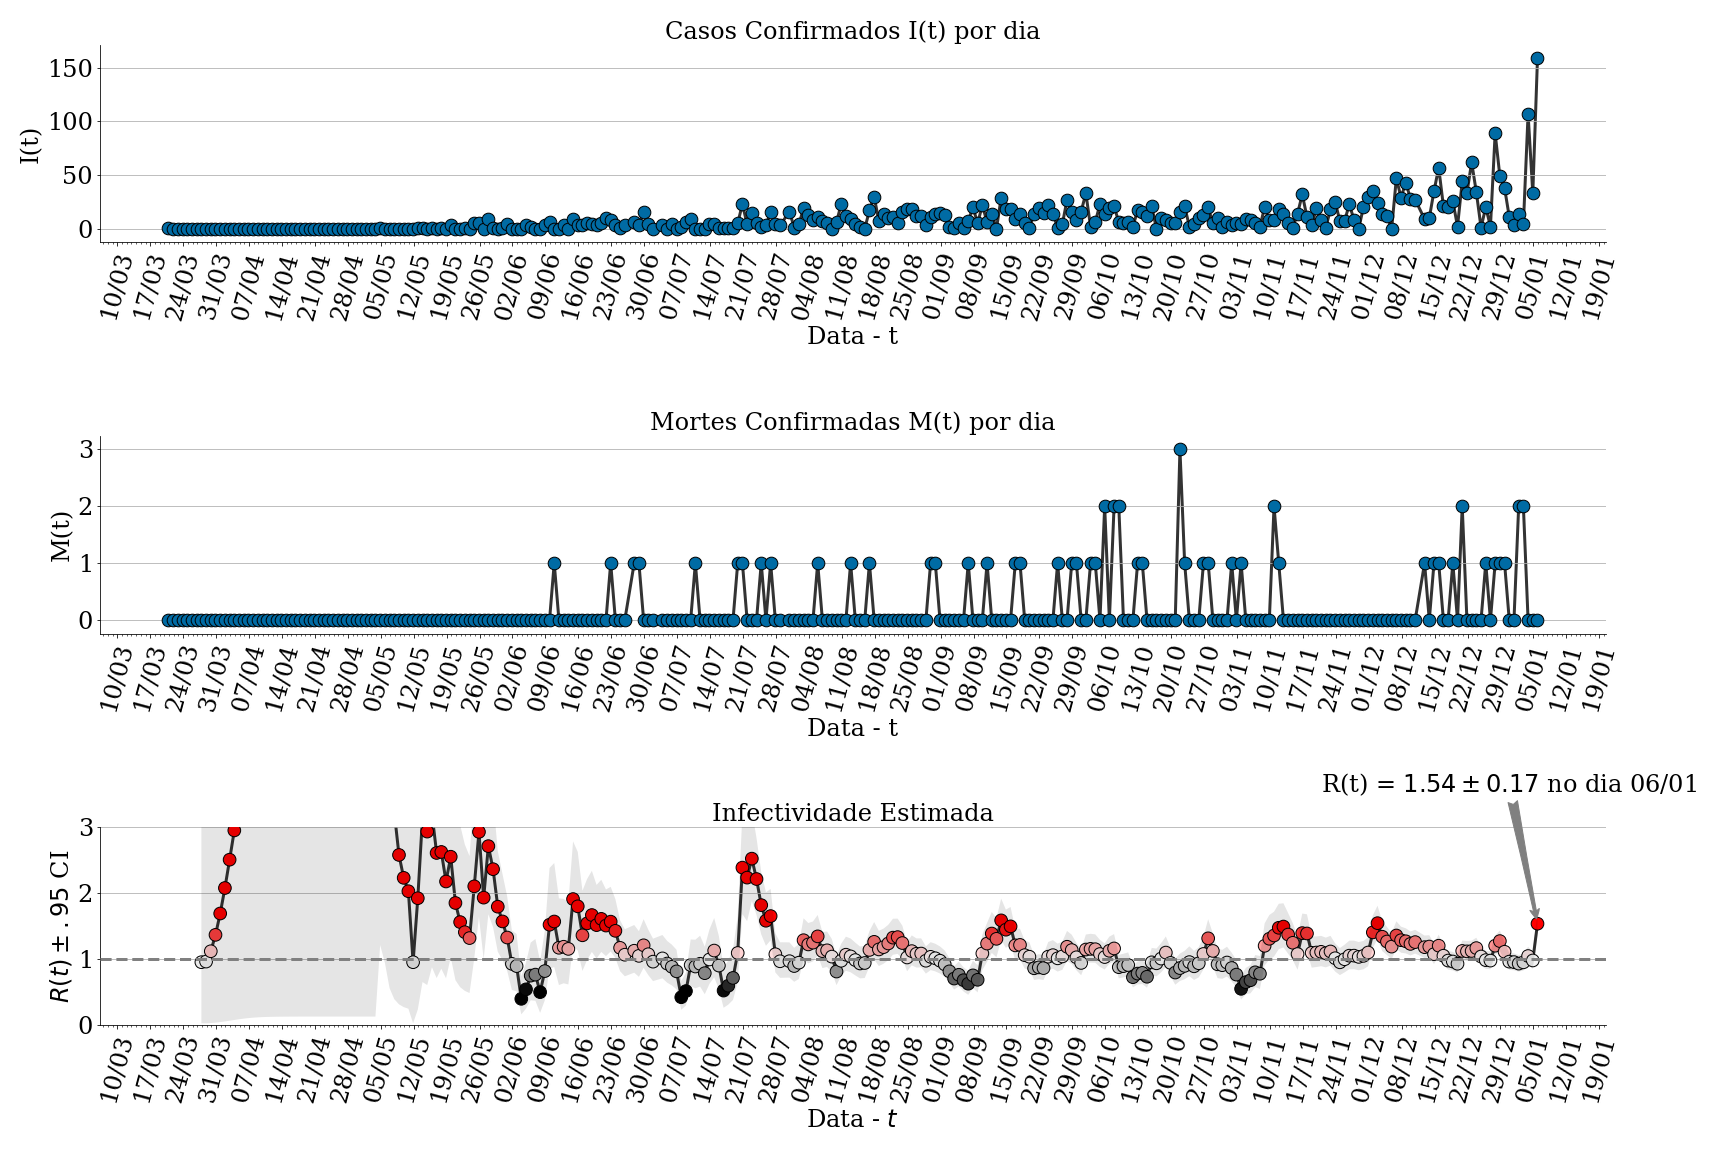 Casos Confirmados I(t) por dia
I(t)
150
100
50
0
10/03 17/03 24/03 31/03 07/04 14/04 21/04 28/04 05/05 12/05 19/05 26/05 02/06 09/06 16/06 23/06 30/06 07/07 14/07 21/07 28/07 04/08 11/08 18/08 25/08 01/09 08/09 15/09 22/09 29/09 06/10 13/10 20/10 27/10 03/11 10/11 17/11 24/11 01/12 08/12 15/12 22/12 29/12 05/01 12/01 19/01
Data - t
Mortes Confirmadas M(t) por dia
M(t)
3
2
1
0
10/03 17/03 24/03 31/03 07/04 14/04 21/04 28/04 05/05 12/05 19/05 26/05 02/06 09/06 16/06 23/06 30/06 07/07 14/07 21/07 28/07 04/08 11/08 18/08 25/08 01/09 08/09 15/09 22/09 29/09 06/10 13/10 20/10 27/10 03/11 10/11 17/11 24/11 01/12 08/12 15/12 22/12 29/12 05/01 12/01 19/01
Data - t
R(t) = 1.54 ± 0.17 no dia 06/01
Infectividade Estimada
R(t) ± .95 CI
3
2
1
0
10/03 17/03 24/03 31/03 07/04 14/04 21/04 28/04 05/05 12/05 19/05 26/05 02/06 09/06 16/06 23/06 30/06 07/07 14/07 21/07 28/07 04/08 11/08 18/08 25/08 01/09 08/09 15/09 22/09 29/09 06/10 13/10 20/10 27/10 03/11 10/11 17/11 24/11 01/12 08/12 15/12 22/12 29/12 05/01 12/01 19/01
Data - t